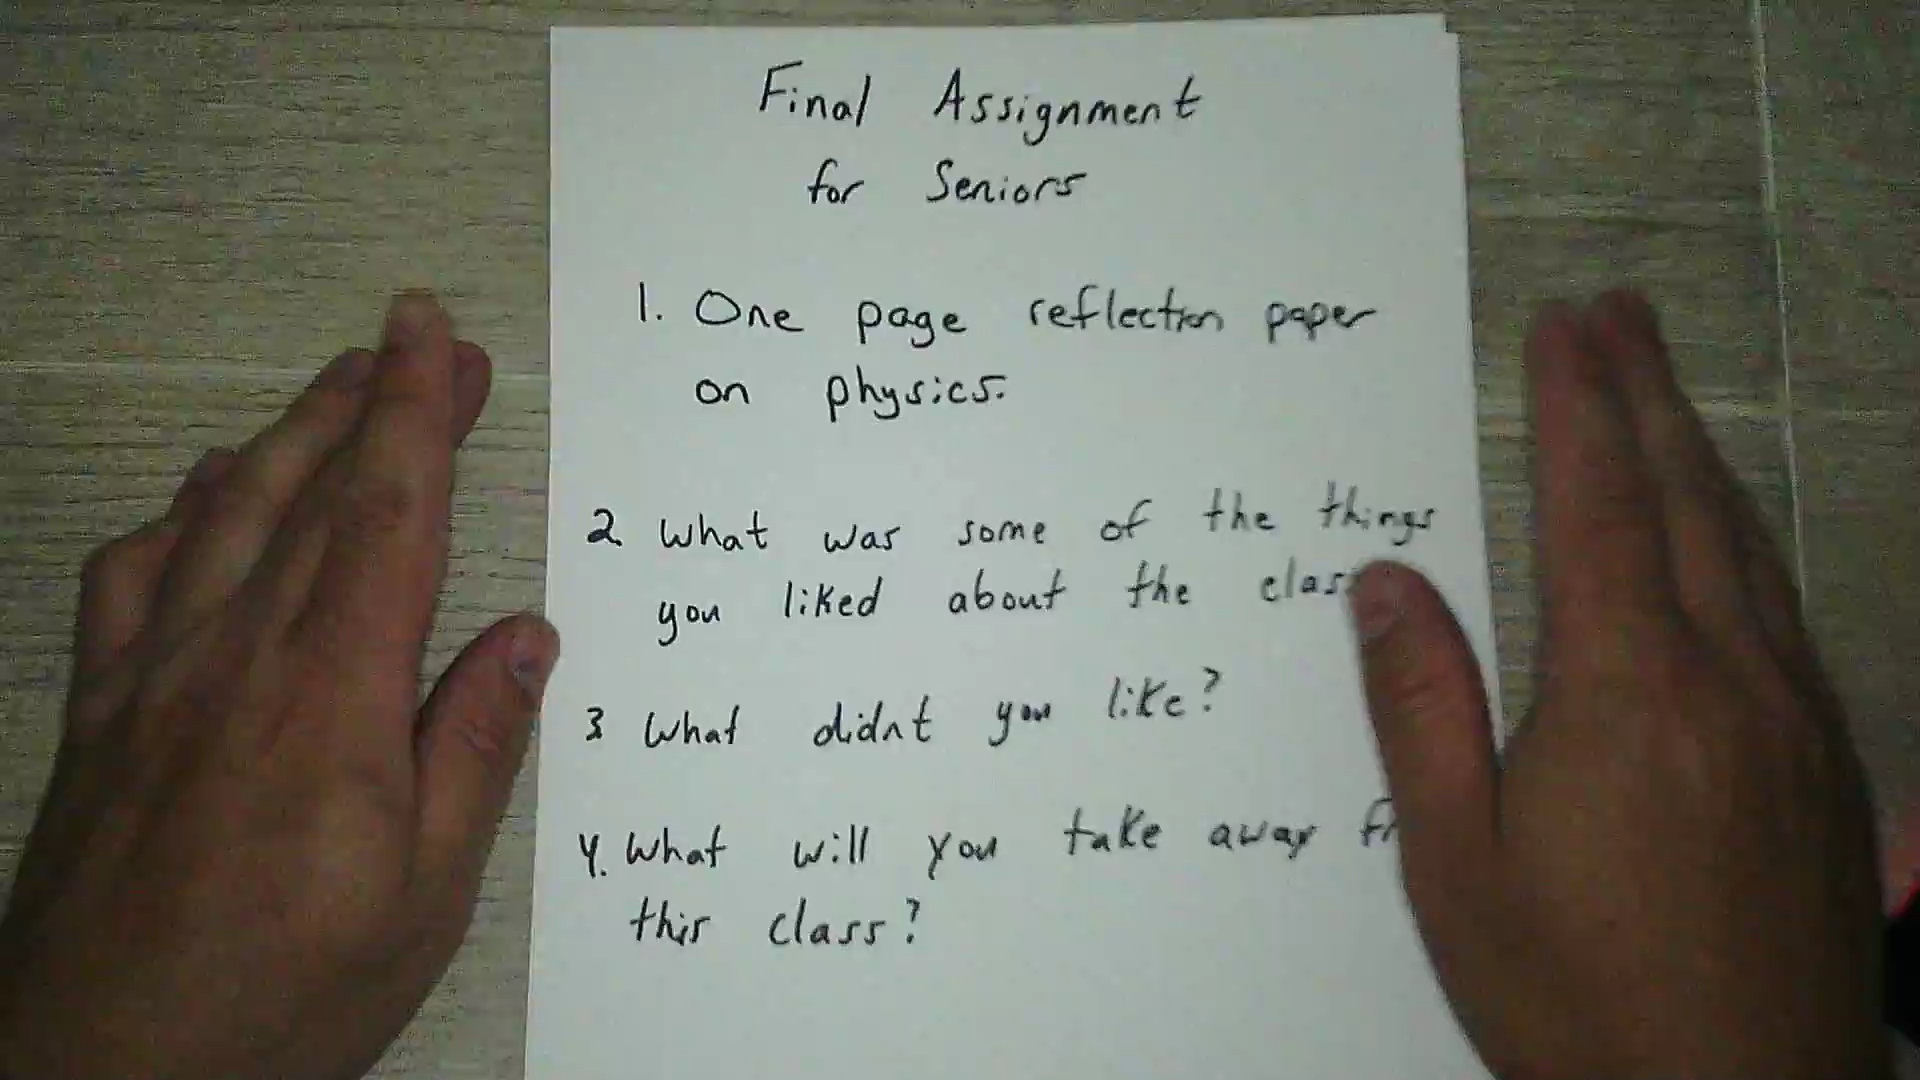 Final Assignment
for Seniors
1. One page reflection paper
on physics.
2 What was some of the things
you liked about the
3 What didnt you like?
4. What will you take away
this class?